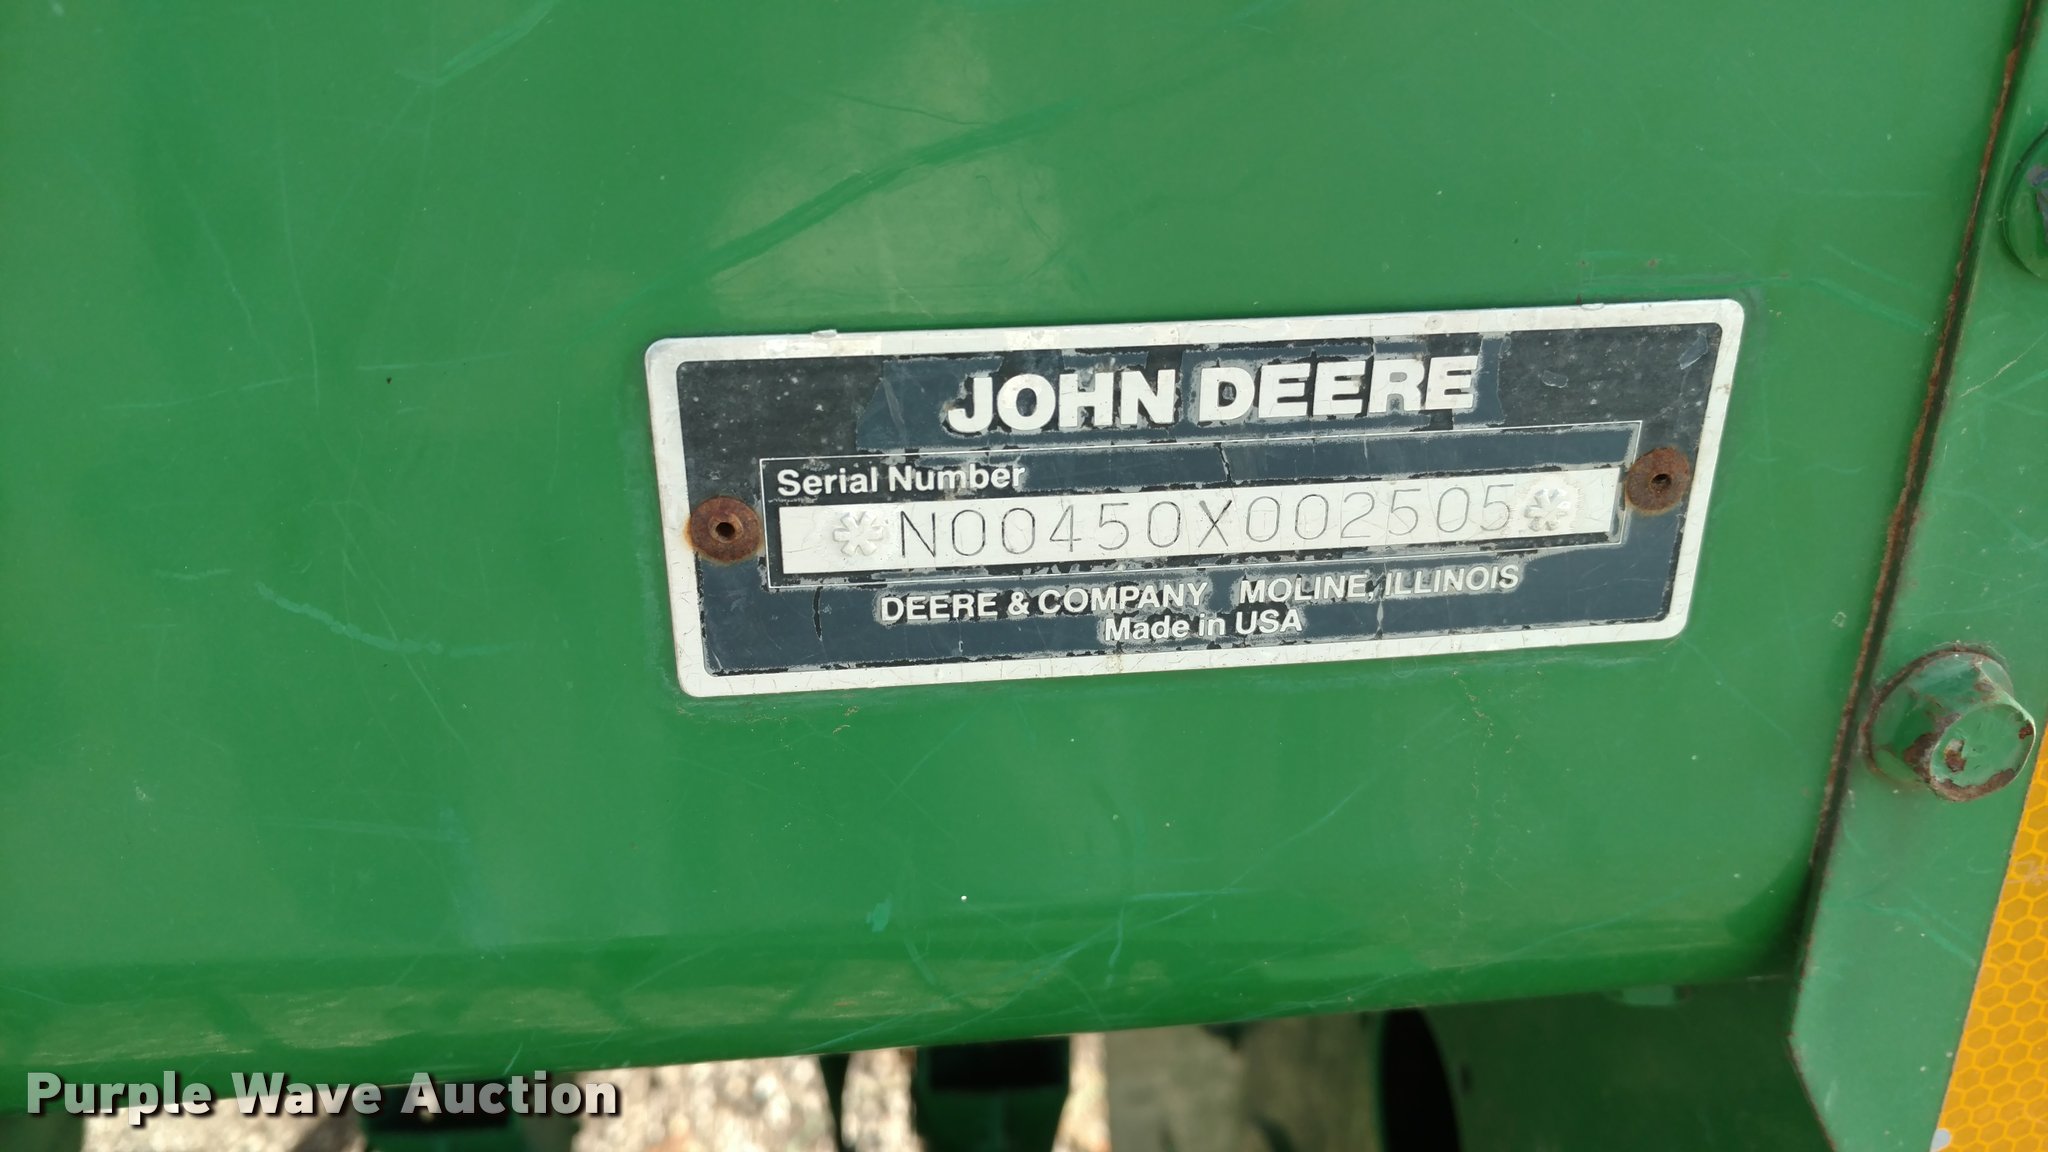 JOHN DEERE
Serial Number
*N00450X002505*
DEERE & COMPANY MOLINE, ILLINOIS
Made in USA
Purple Wave Auction